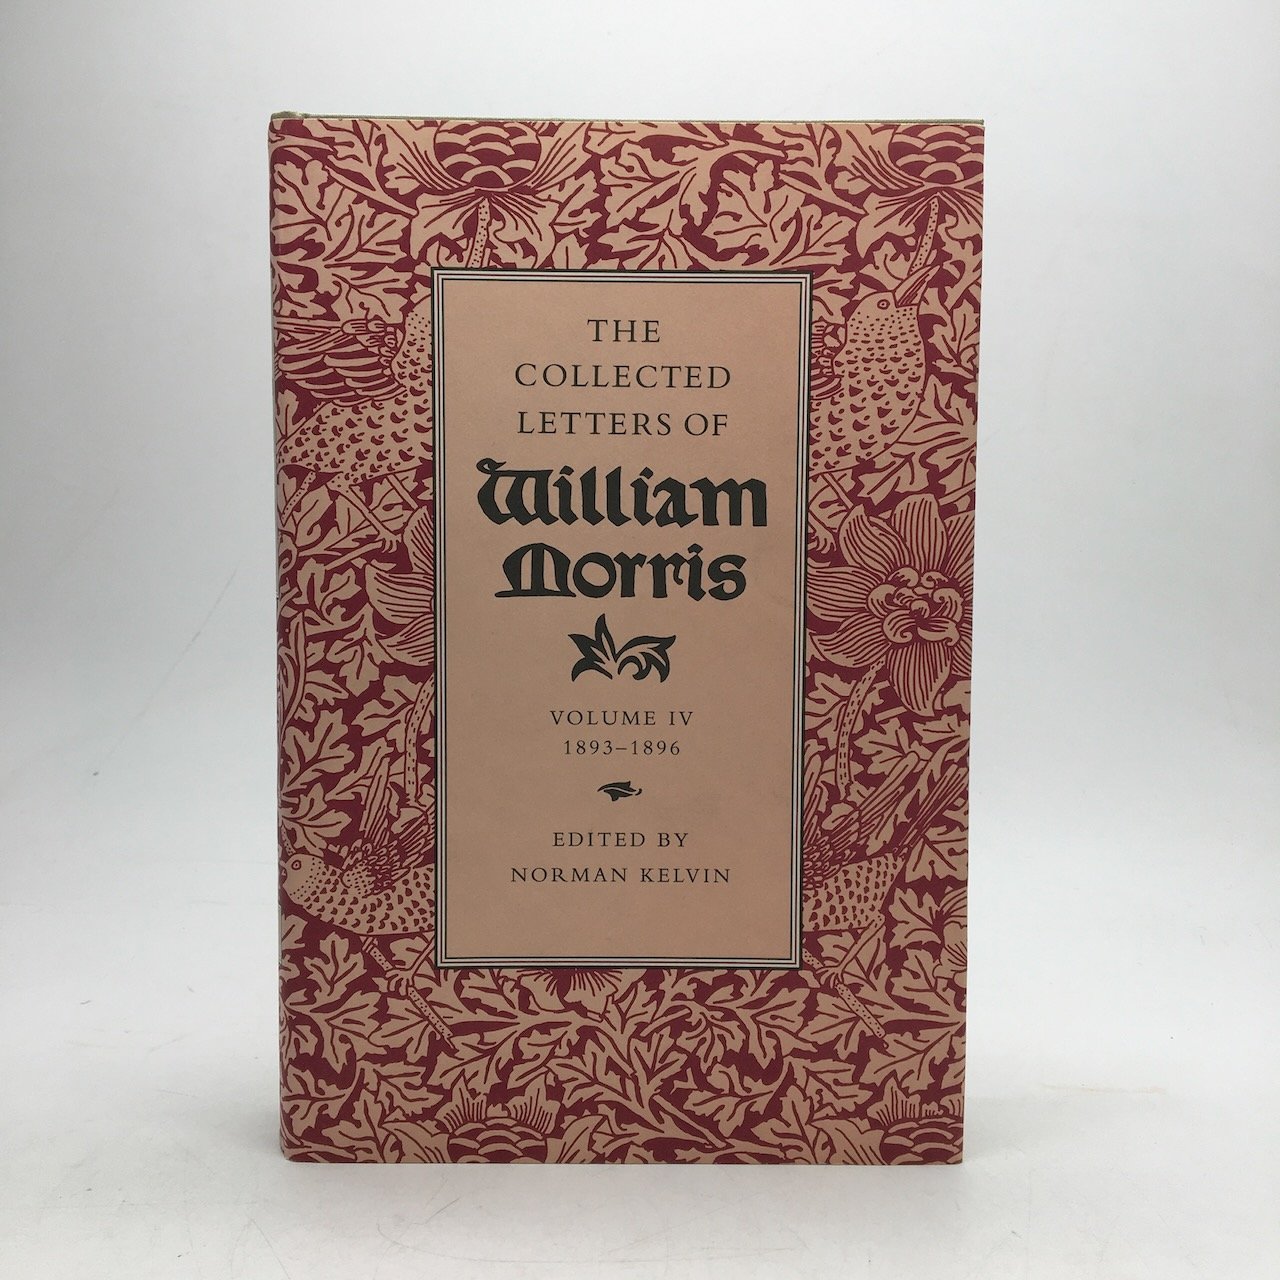 THE
COLLECTED
LETTERS OF
William
Morris
VOLUME IV
1893–1896
EDITED BY
NORMAN KELVIN